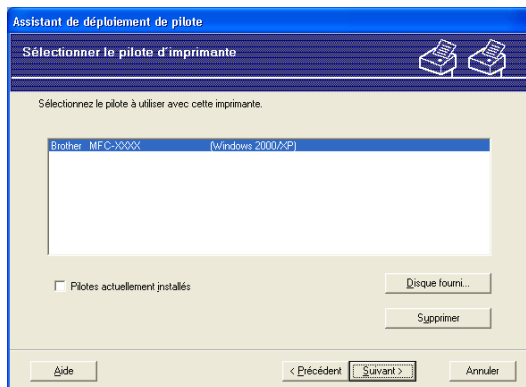 Assistant de déploiement de pilote
Sélectionner le pilote d'imprimante
Sélectionnez le pilote à utiliser avec cette imprimante.
Brother MFC-XXXX (Windows 2000/XP)
Pilotes actuellement installés
Disque fourni...
Supprimer
Aide
< Précédent
Suivant >
Annuler